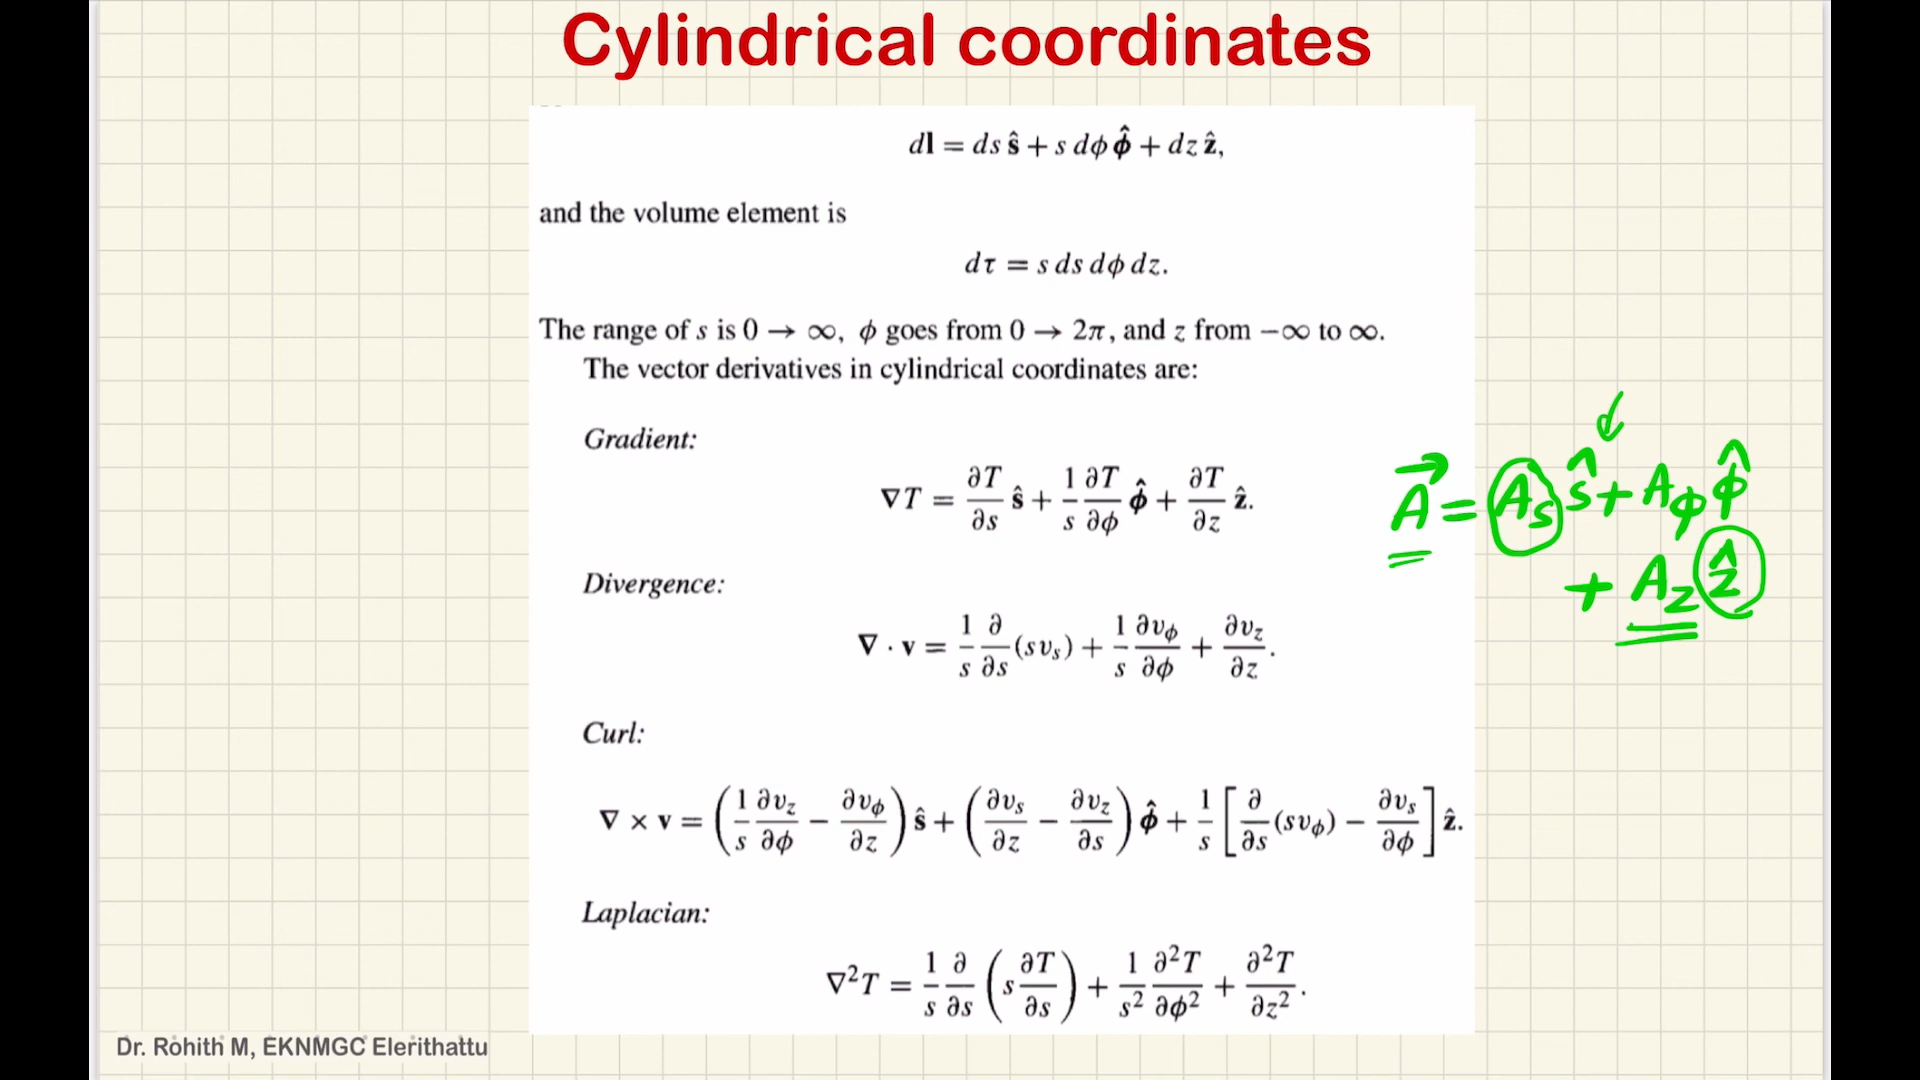 Cylindrical coordinates
dl = ds ŝ + s dϕ ϕ̂ + dz ẑ,
and the volume element is
dτ = s ds dϕ dz.
The range of s is 0 → ∞, ϕ goes from 0 → 2π, and z from −∞ to ∞.
The vector derivatives in cylindrical coordinates are:
Gradient:
∇T = ∂T/∂s ŝ + 1/s ∂T/∂ϕ ϕ̂ + ∂T/∂z ẑ.
A⃗ = A_s ŝ + A_ϕ ϕ̂
+ A_z ẑ
Divergence:
∇ · v = 1/s ∂/∂s (sv_s) + 1/s ∂v_ϕ/∂ϕ + ∂v_z/∂z.
Curl:
∇ × v = (1/s ∂v_z/∂ϕ − ∂v_ϕ/∂z) ŝ + (∂v_s/∂z − ∂v_z/∂s) ϕ̂ + 1/s [∂/∂s (sv_ϕ) − ∂v_s/∂ϕ] ẑ.
Laplacian:
∇²T = 1/s ∂/∂s (s ∂T/∂s) + 1/s² ∂²T/∂ϕ² + ∂²T/∂z².
Dr. Rohith M, EKNMGC Elerithattu